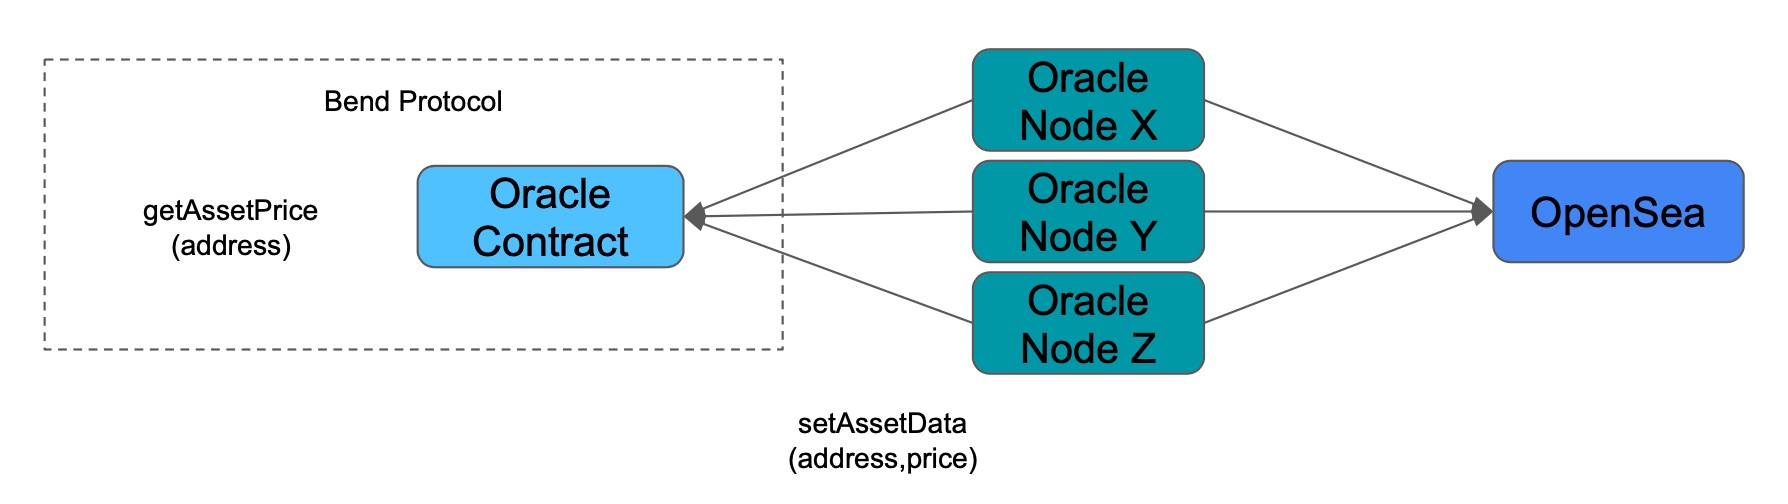 Bend Protocol
getAssetPrice
(address)
Oracle
Contract
Oracle
Node X
Oracle
Node Y
Oracle
Node Z
OpenSea
setAssetData
(address,price)